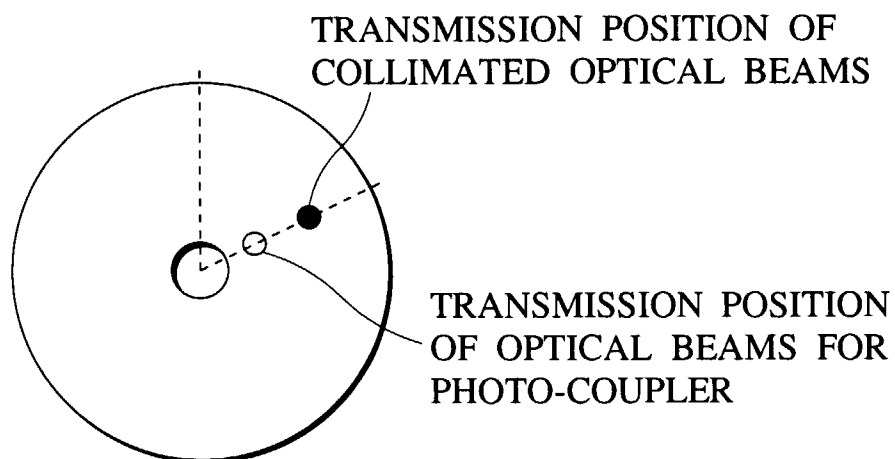 TRANSMISSION POSITION OF
COLLIMATED OPTICAL BEAMS
TRANSMISSION POSITION
OF OPTICAL BEAMS FOR
PHOTO-COUPLER